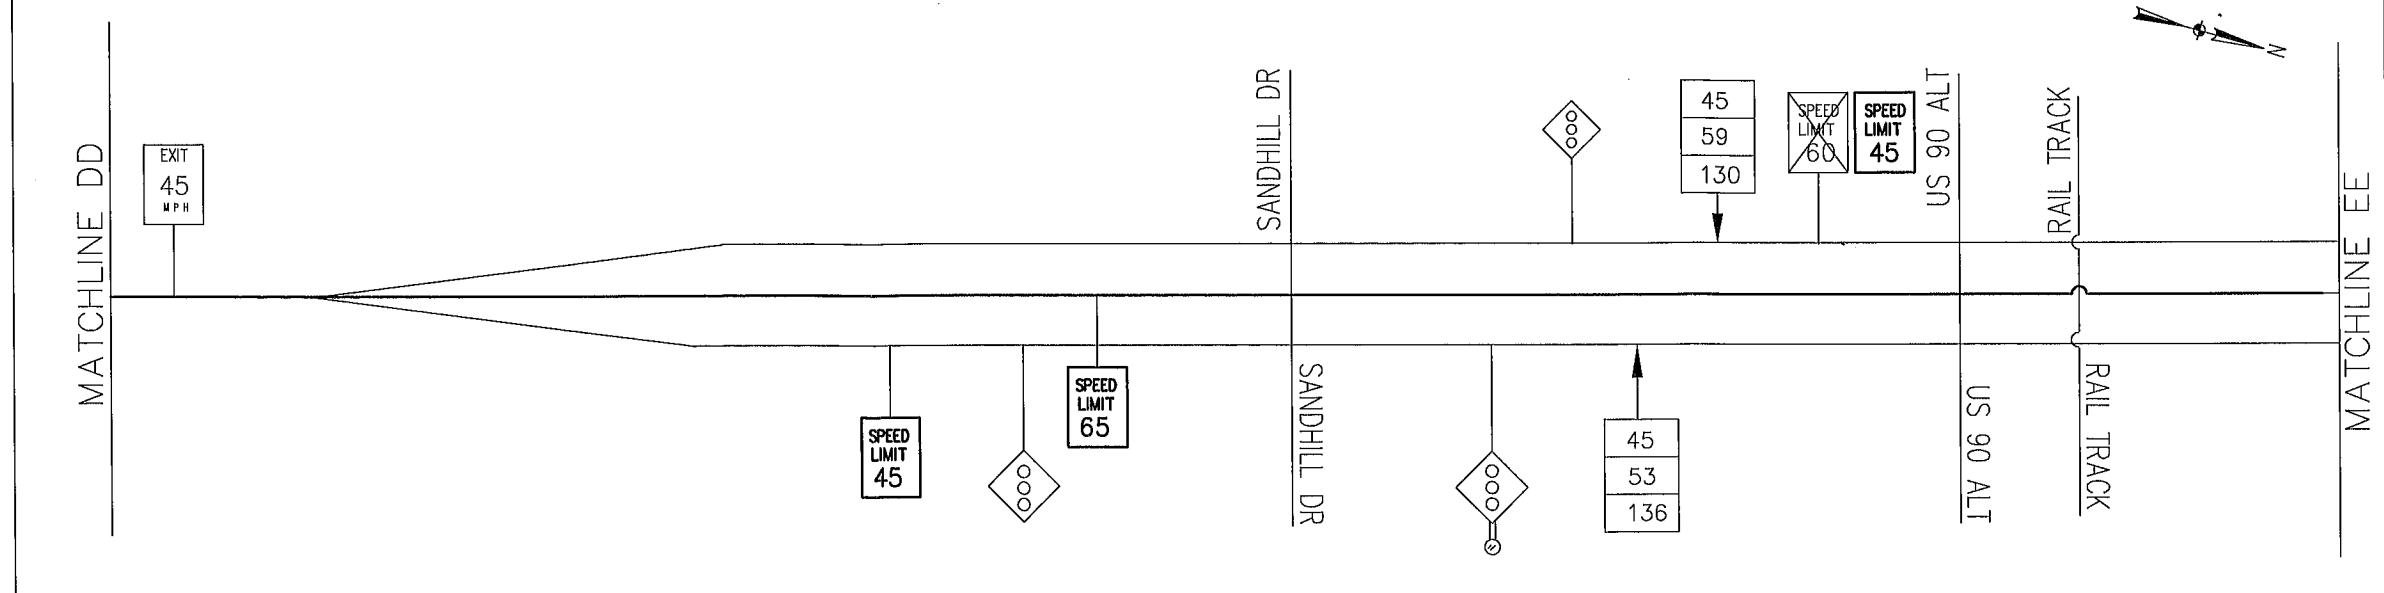 MATCHLINE DD
EXIT
45
MPH
SANDHILL DR
45
59
130
SPEED
LIMIT
60
SPEED
LIMIT
45
US 90 ALT
RAIL TRACK
N
MATCHLINE EE
SPEED
LIMIT
45
SPEED
LIMIT
65
SANDHILL DR
45
53
136
US 90 ALT
RAIL TRACK